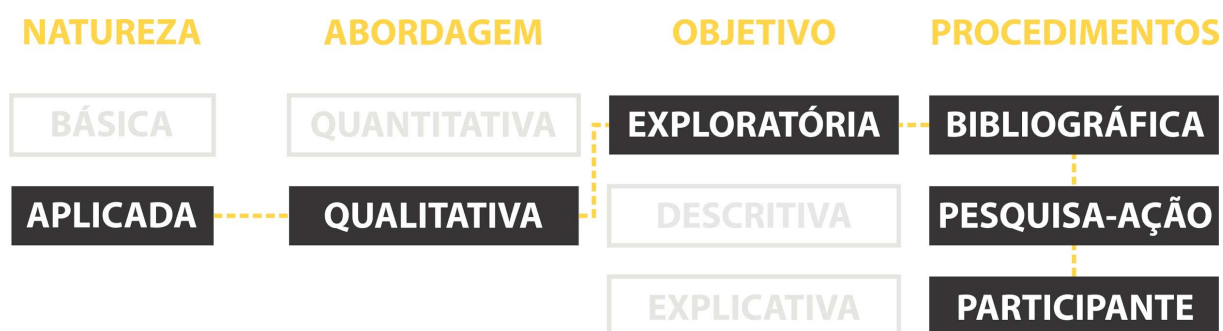 NATUREZA ABORDAGEM OBJETIVO PROCEDIMENTOS
BÁSICA QUANTITATIVA EXPLORATÓRIA BIBLIOGRÁFICA
APLICADA QUALITATIVA DESCRITIVA PESQUISA-AÇÃO
EXPLICATIVA PARTICIPANTE